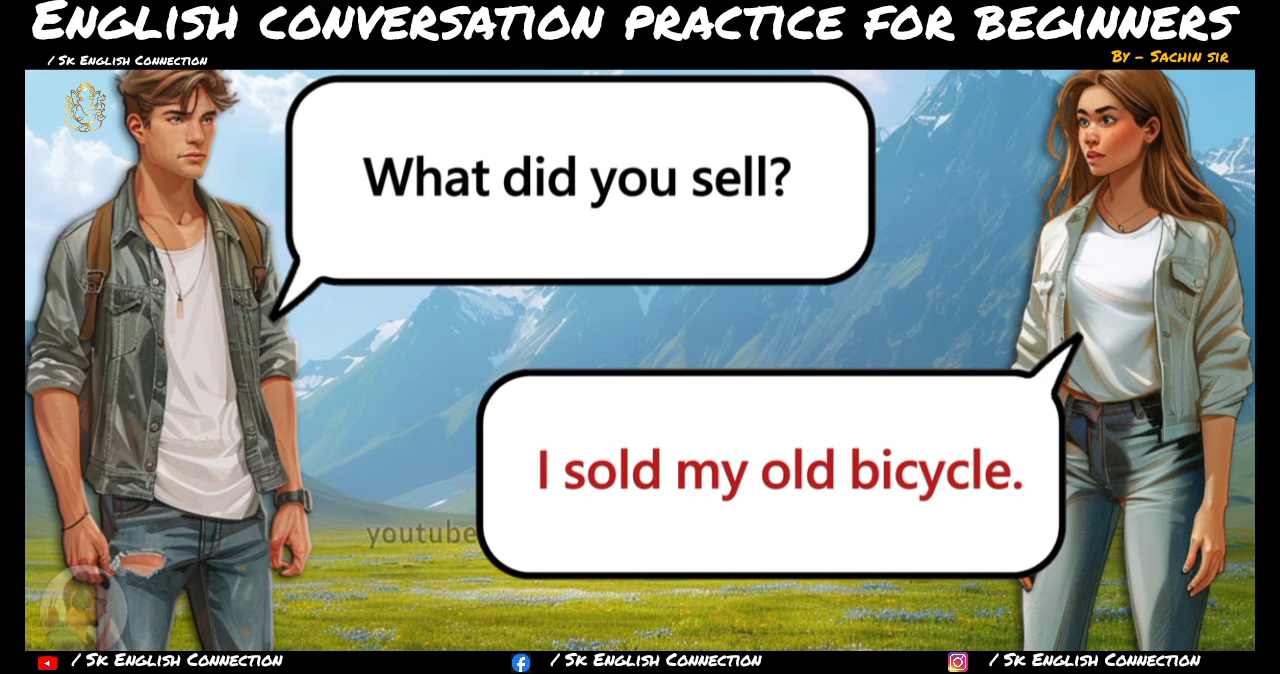 English conversation practice for beginners
/ Sk English Connection
By - Sachin sir
What did you sell?
I sold my old bicycle.
youtube
/ Sk English Connection
/ Sk English Connection
/ Sk English Connection